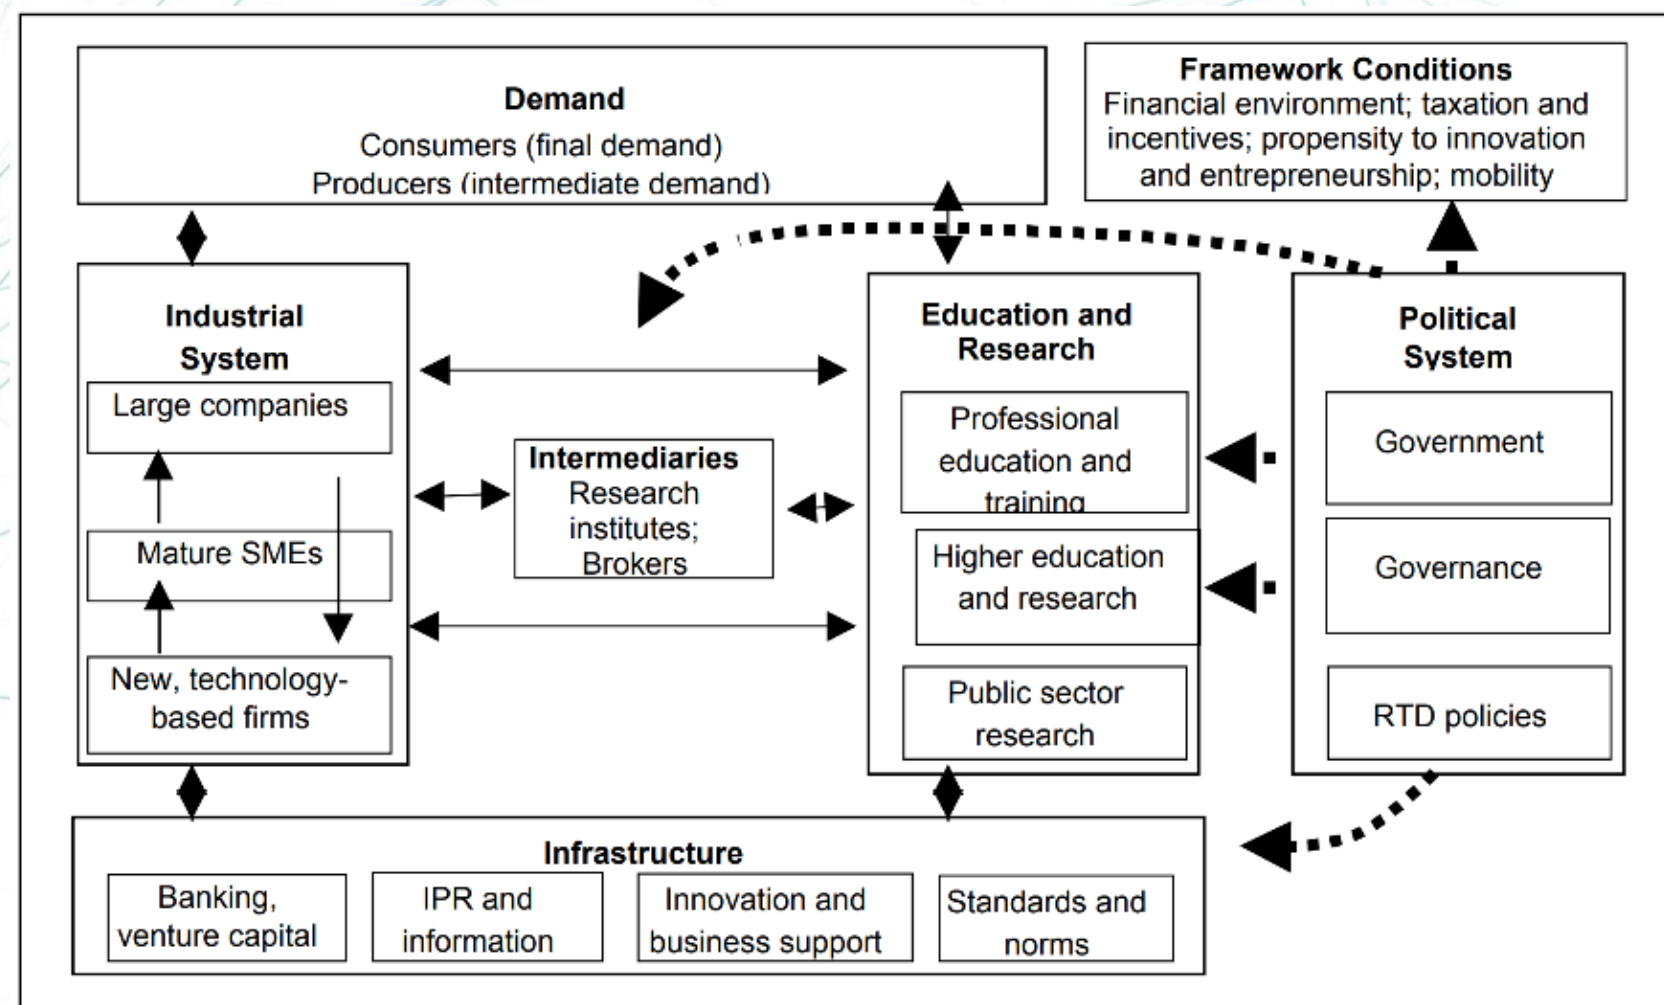 Demand
Consumers (final demand)
Producers (intermediate demand)
Framework Conditions
Financial environment; taxation and
incentives; propensity to innovation
and entrepreneurship; mobility
Industrial
System
Large companies
Mature SMEs
New, technology-
based firms
Intermediaries
Research
institutes;
Brokers
Education and
Research
Professional
education and
training
Higher education
and research
Public sector
research
Political
System
Government
Governance
RTD policies
Infrastructure
Banking,
venture capital
IPR and
information
Innovation and
business support
Standards and
norms